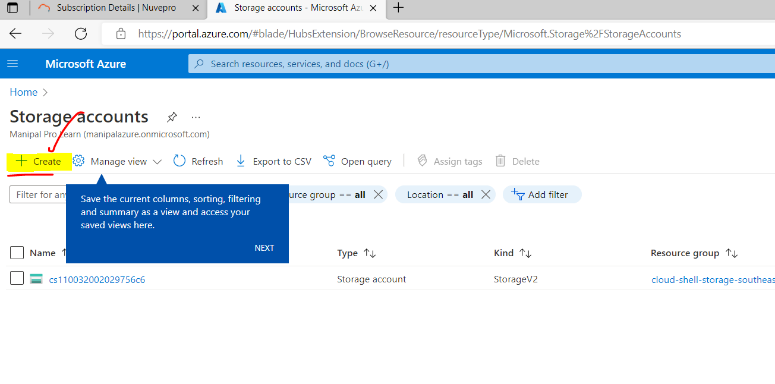 Subscription Details | Nuvepro
Storage accounts - Microsoft Az
https://portal.azure.com/#blade/HubsExtension/BrowseResource/resourceType/Microsoft.Storage%2FStorageAccounts
Microsoft Azure
Search resources, services, and docs (G+/)
Home >
Storage accounts
Manipal Pro Learn (manipalazure.onmicrosoft.com)
Create Manage view Refresh Export to CSV Open query Assign tags Delete
Filter for any
urce group == all
Location == all
Add filter
Save the current columns, sorting, filtering
and summary as a view and access your
saved views here.
NEXT
Name Type Kind Resource group
cs110032002029756c6 Storage account StorageV2 cloud-shell-storage-southeas